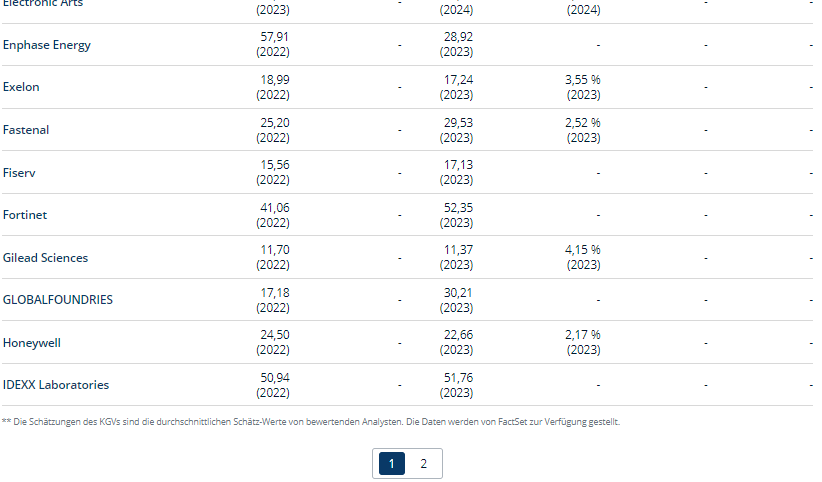 Electronic Arts
(2023) - (2024) (2024) - -
57,91 28,92
Enphase Energy - - - -
(2022) (2023)
18,99 17,24 3,55 %
Exelon - - -
(2022) (2023) (2023)
25,20 29,53 2,52 %
Fastenal - - -
(2022) (2023) (2023)
15,56 17,13
Fiserv - - - -
(2022) (2023)
41,06 52,35
Fortinet - - - -
(2022) (2023)
11,70 11,37 4,15 %
Gilead Sciences - - -
(2022) (2023) (2023)
17,18 30,21
GLOBALFOUNDRIES - - - -
(2022) (2023)
24,50 22,66 2,17 %
Honeywell - - -
(2022) (2023) (2023)
50,94 51,76
IDEXX Laboratories - - - -
(2022) (2023)
** Die Schätzungen des KGVs sind die durchschnittlichen Schätz-Werte von bewertenden Analysten. Die Daten werden von FactSet zur Verfügung gestellt.
1 2